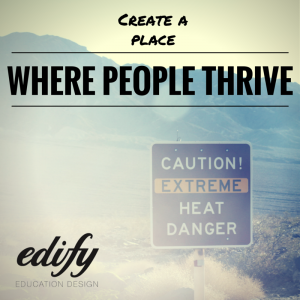 Create a
place
WHERE PEOPLE THRIVE
CAUTION!
EXTREME
HEAT
DANGER
edify
EDUCATION DESIGN